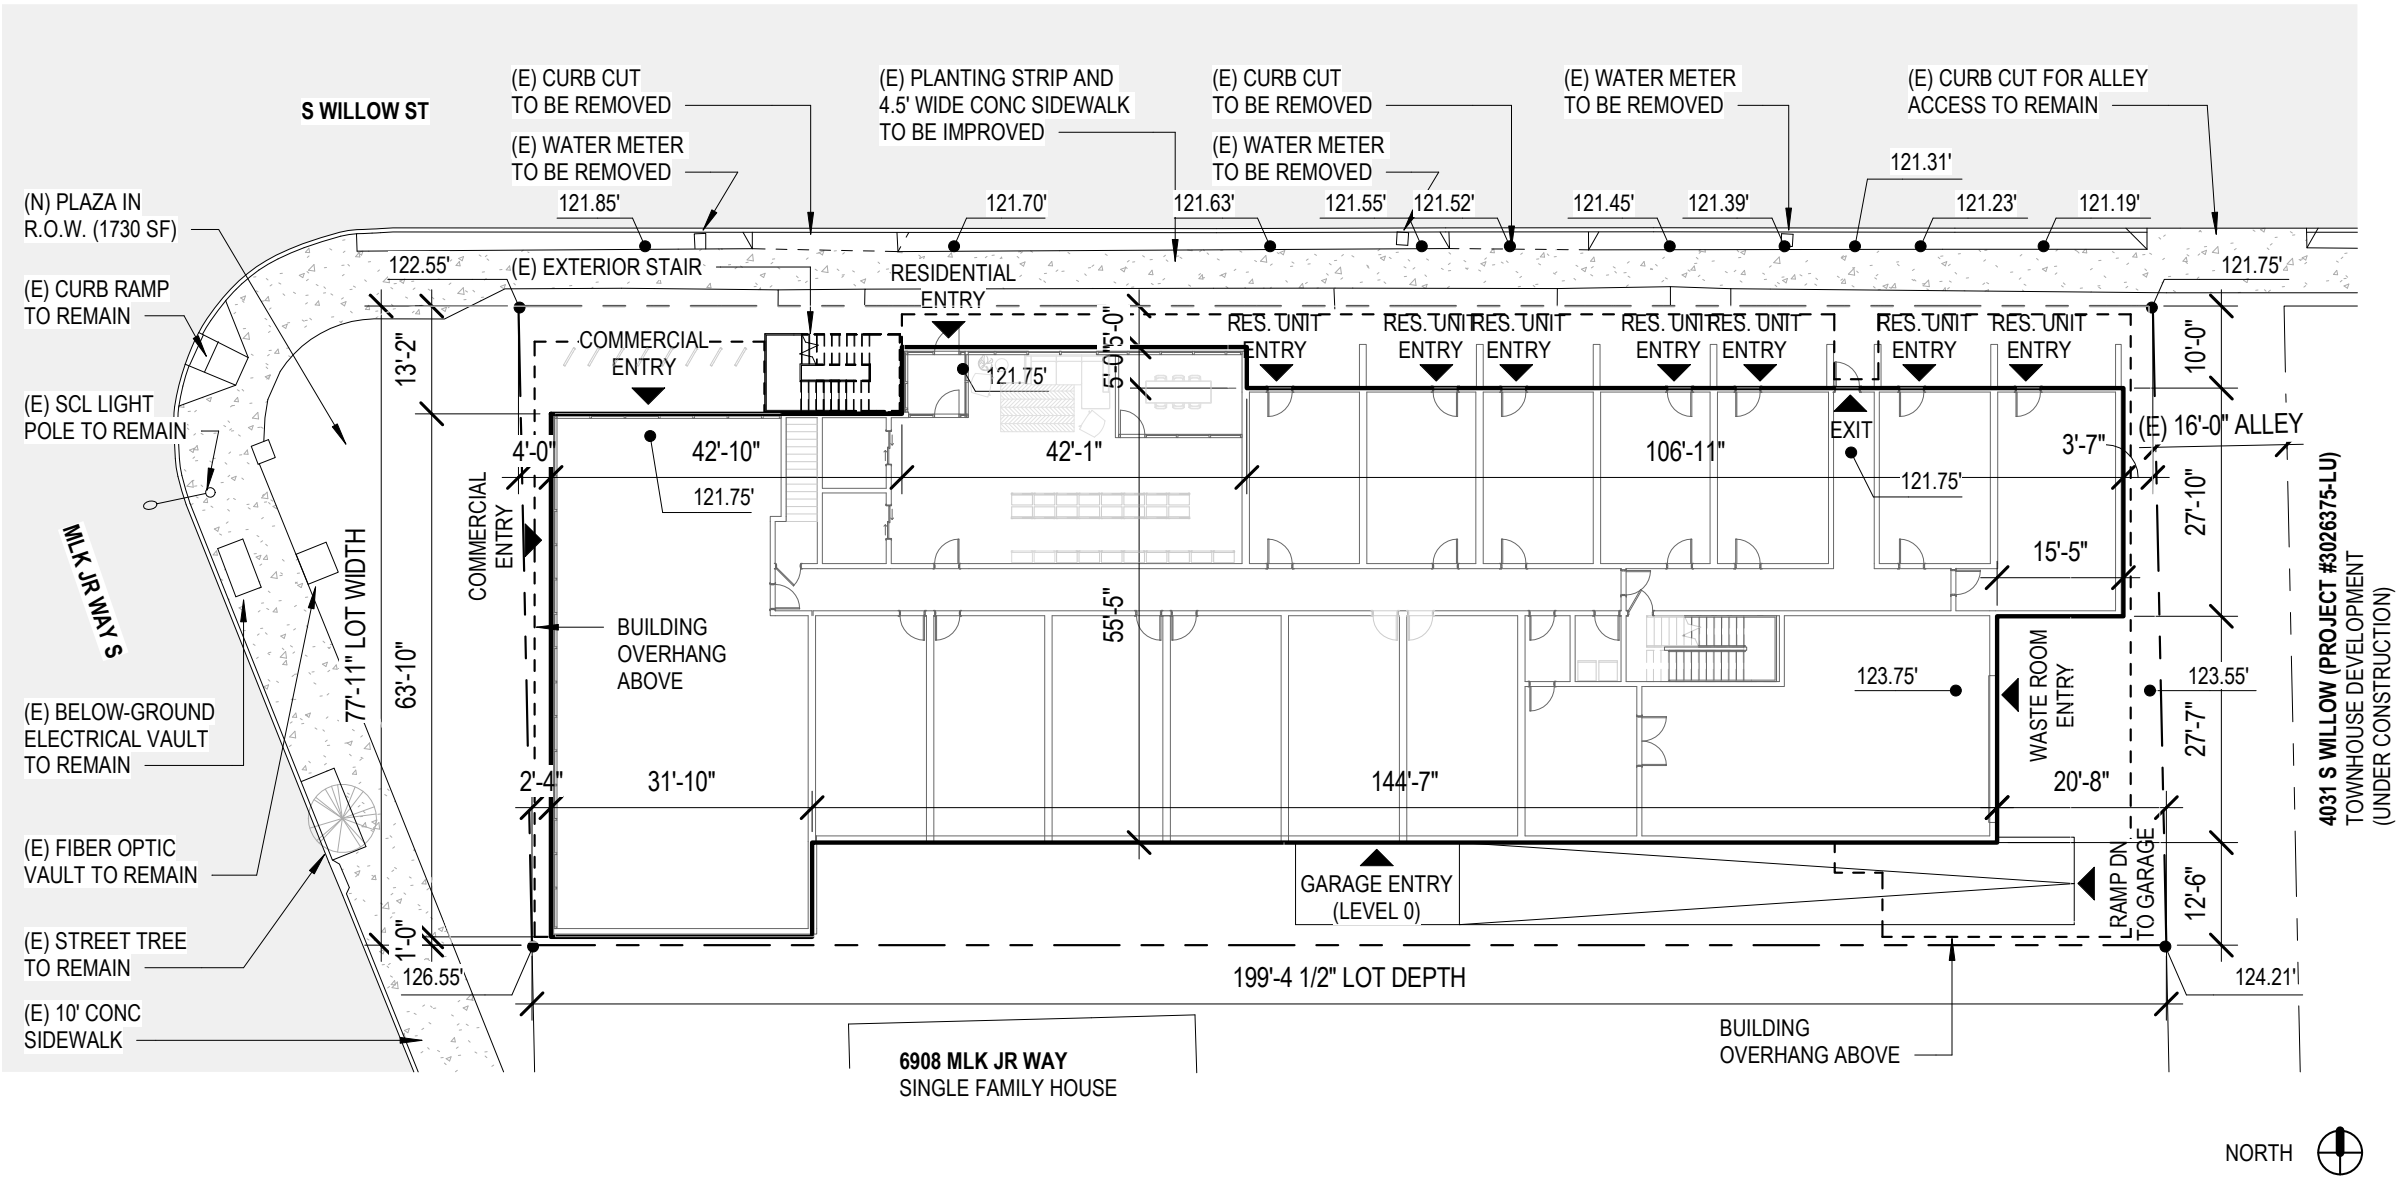 S WILLOW ST
(E) CURB CUT
TO BE REMOVED
(E) WATER METER
TO BE REMOVED
(E) PLANTING STRIP AND
4.5' WIDE CONC SIDEWALK
TO BE IMPROVED
(E) CURB CUT
TO BE REMOVED
(E) WATER METER
TO BE REMOVED
(E) WATER METER
TO BE REMOVED
(E) CURB CUT FOR ALLEY
ACCESS TO REMAIN
121.31'
121.85'
121.70'
121.63'
121.55'
121.52'
121.45'
121.39'
121.23'
121.19'
(N) PLAZA IN
R.O.W. (1730 SF)
(E) CURB RAMP
TO REMAIN
(E) SCL LIGHT
POLE TO REMAIN
MLK JR WAY S
(E) BELOW-GROUND
ELECTRICAL VAULT
TO REMAIN
(E) FIBER OPTIC
VAULT TO REMAIN
(E) STREET TREE
TO REMAIN
(E) 10' CONC
SIDEWALK
122.55'
(E) EXTERIOR STAIR
RESIDENTIAL
ENTRY
121.75'
13'-2"
COMMERCIAL
ENTRY
5'-0"
5'-0"
RES. UNIT
ENTRY
RES. UNIT
ENTRY
RES. UNIT
ENTRY
RES. UNIT
ENTRY
RES. UNIT
ENTRY
RES. UNIT
ENTRY
RES. UNIT
ENTRY
10'-0"
121.75'
EXIT
(E) 16'-0" ALLEY
4'-0"
42'-10"
42'-1"
106'-11"
3'-7"
121.75'
121.75'
COMMERCIAL
ENTRY
27'-10"
15'-5"
77'-11" LOT WIDTH
63'-10"
55'-5"
BUILDING
OVERHANG
ABOVE
123.75'
WASTE ROOM
ENTRY
123.55'
27'-7"
4031 S WILLOW (PROJECT #3026375-LU)
TOWNHOUSE DEVELOPMENT
(UNDER CONSTRUCTION)
2'-4"
31'-10"
144'-7"
20'-8"
GARAGE ENTRY
(LEVEL 0)
RAMP DN
TO GARAGE
12'-6"
1'-0"
126.55'
199'-4 1/2" LOT DEPTH
124.21'
BUILDING
OVERHANG ABOVE
6908 MLK JR WAY
SINGLE FAMILY HOUSE
NORTH